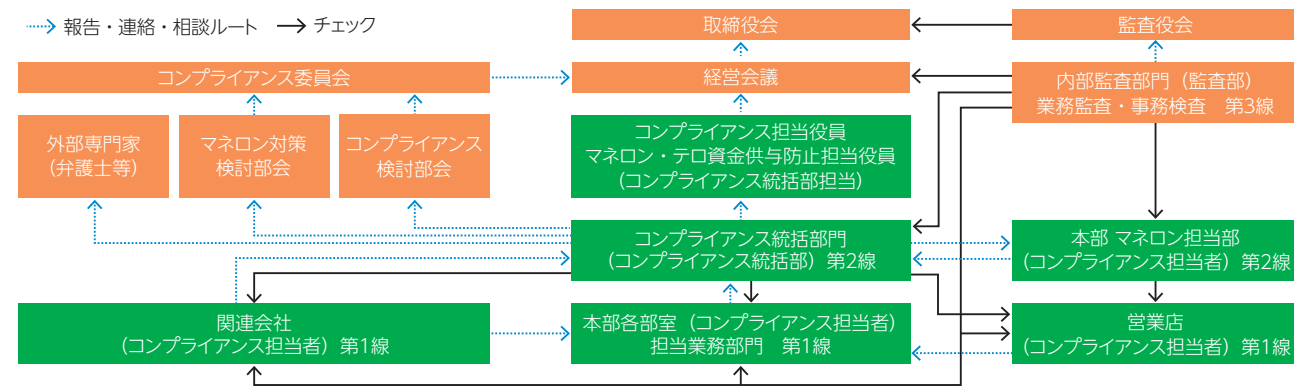 報告・連絡・相談ルート
チェック
取締役会
監査役会
コンプライアンス委員会
経営会議
内部監査部門（監査部）
業務監査・事務検査　第3線
外部専門家
（弁護士等）
マネロン対策
検討部会
コンプライアンス
検討部会
コンプライアンス担当役員
マネロン・テロ資金供与防止担当役員
（コンプライアンス統括部担当）
コンプライアンス統括部門
（コンプライアンス統括部）第2線
本部 マネロン担当部
（コンプライアンス担当者）第2線
関連会社
（コンプライアンス担当者）第1線
本部各部室（コンプライアンス担当者）
担当業務部門　第1線
営業店
（コンプライアンス担当者）第1線